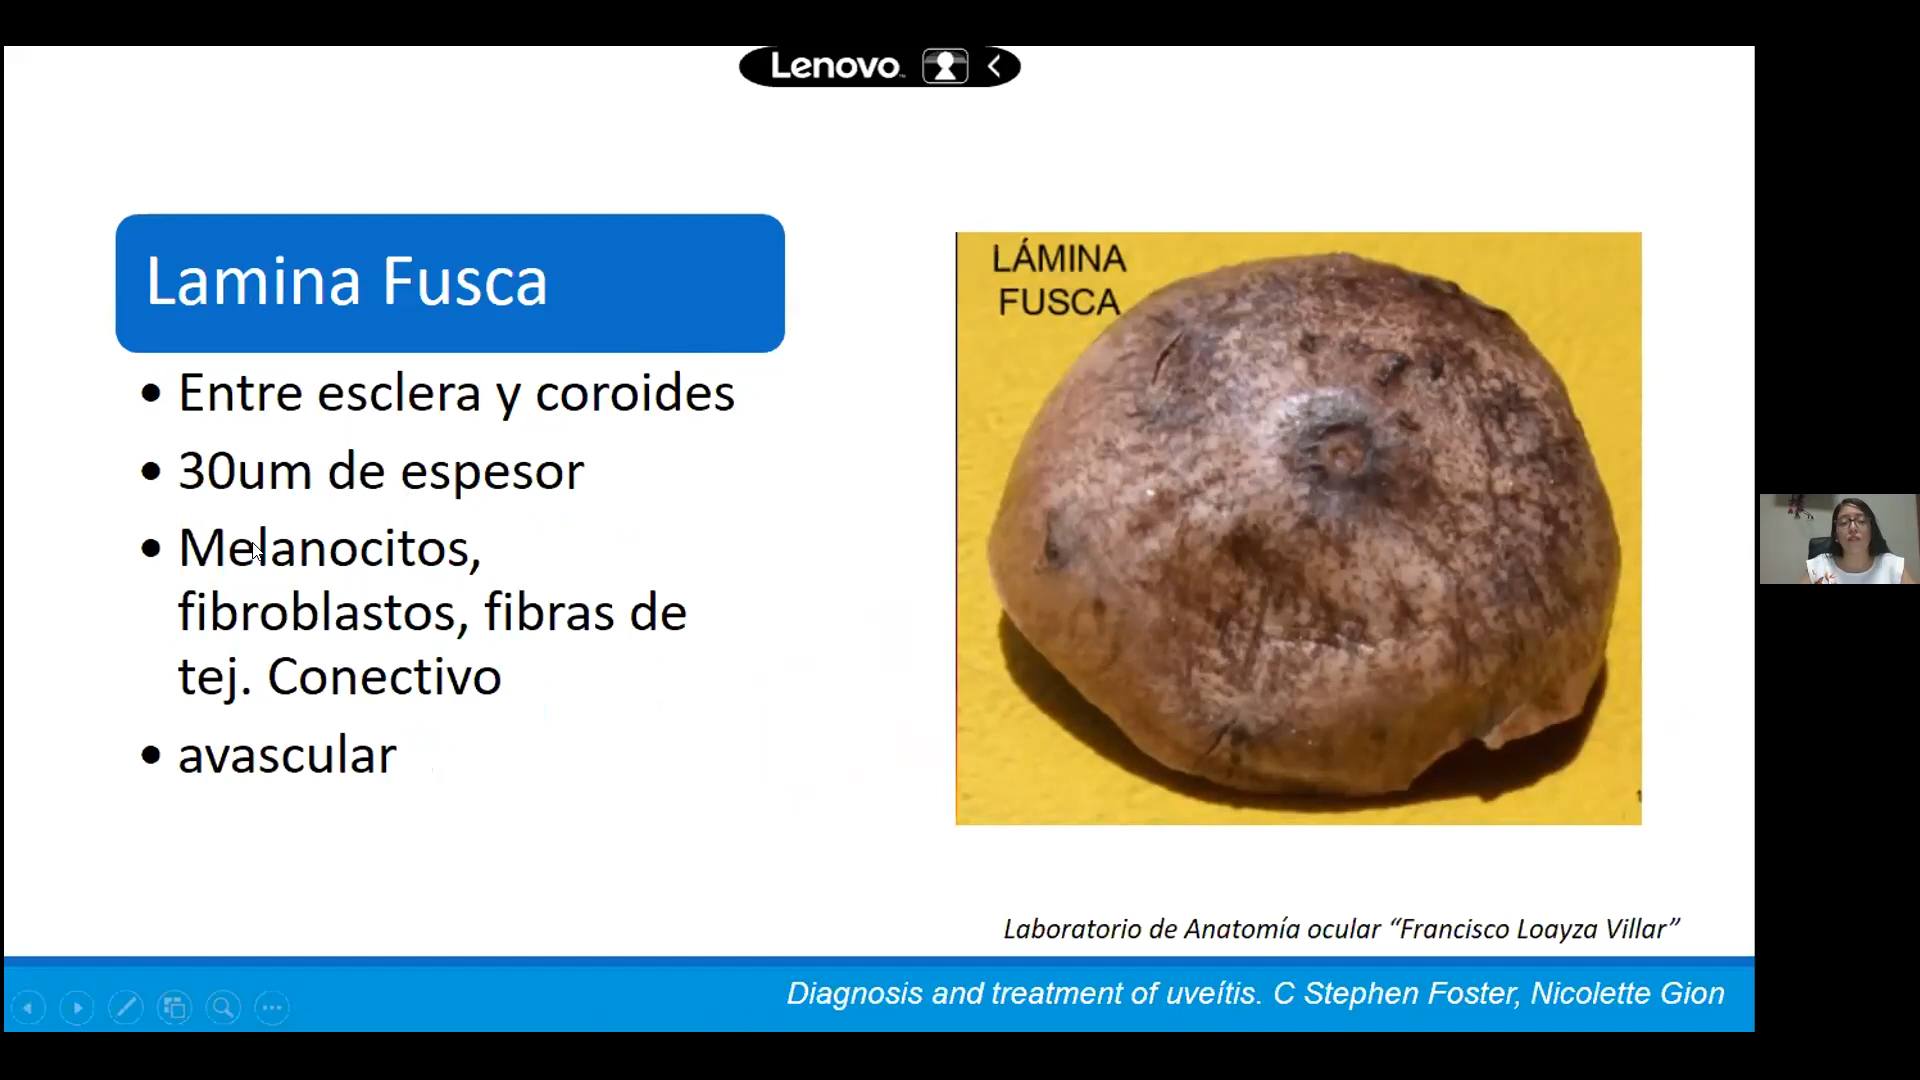 Lenovo
Lamina Fusca
• Entre esclera y coroides
• 30um de espesor
• Melanocitos,
fibroblastos, fibras de
tej. Conectivo
• avascular
LÁMINA
FUSCA
Laboratorio de Anatomía ocular “Francisco Loayza Villar”
Diagnosis and treatment of uveítis. C Stephen Foster, Nicolette Gion